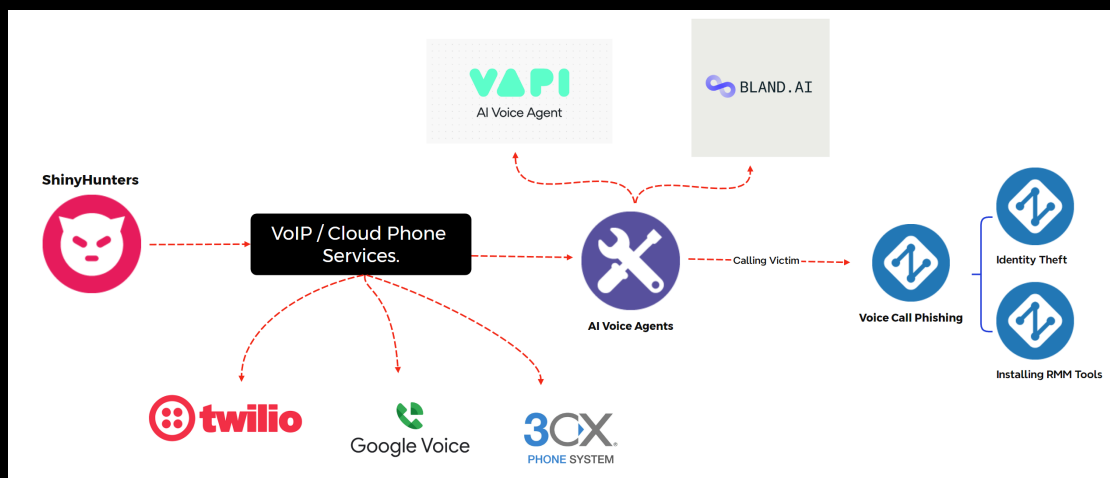 VAPI
AI Voice Agent
BLAND.AI
ShinyHunters
VoIP / Cloud Phone
Services.
Calling Victim
AI Voice Agents
Voice Call Phishing
Identity Theft
Installing RMM Tools
twilio
Google Voice
3CX®
PHONE SYSTEM